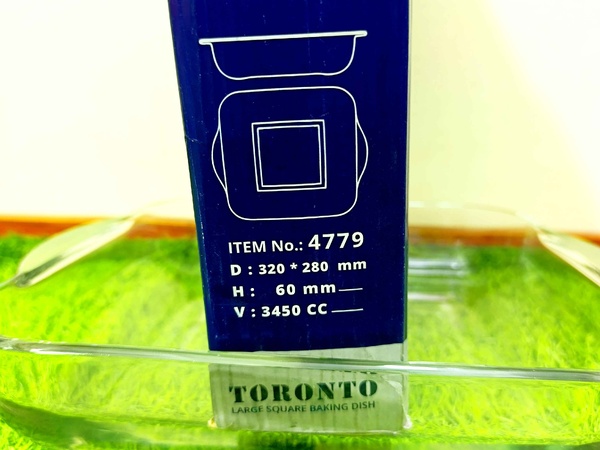 ITEM No.: 4779
D : 320 * 280 mm
H : 60 mm
V : 3450 CC
TORONTO
LARGE SQUARE BAKING DISH